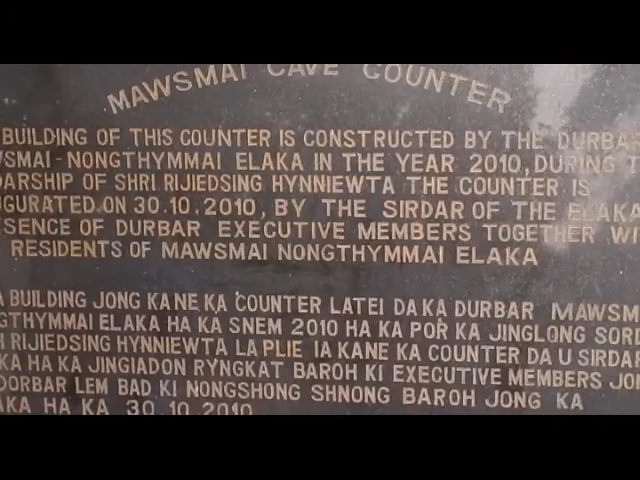 MAWSMAI CAVE COUNTER
BUILDING OF THIS COUNTER IS CONSTRUCTED BY THE DURBAR
WSMAI-NONGTHYMMAI ELAKA IN THE YEAR 2010, DURING
DARSHIP OF SHRI.RIJIEDSING HYNNIEWTA THE COUNTER IS
UGURATED.ON 30.10.2010, BY THE SIRDAR OF THE ELAKA
SENCE OF DURBAR EXECUTIVE MEMBERS TOGETHER WI
RESIDENTS OF MAWSMAI NONGTHYMMAI ELAKA
A BUILDING JONG KA NE KA COUNTER LATEI DA KA DURBAR MAWSM
GTHYMMAI ELAKA HA KA SNEM 2010 HA KA POR KA JINGLONG SORD
H RIJIEDSING HYNNIEWTA LA PLIE IA KANE KA COUNTER DA U SIRDAR
KA HA KA JINGIADON RYNGKAT BAROH KI EXECUTIVE MEMBERS JON
DORBAR LEM BAD KI NONGSHONG SHNONG BAROH JONG KA
AKA HA KA 30.10.2010.